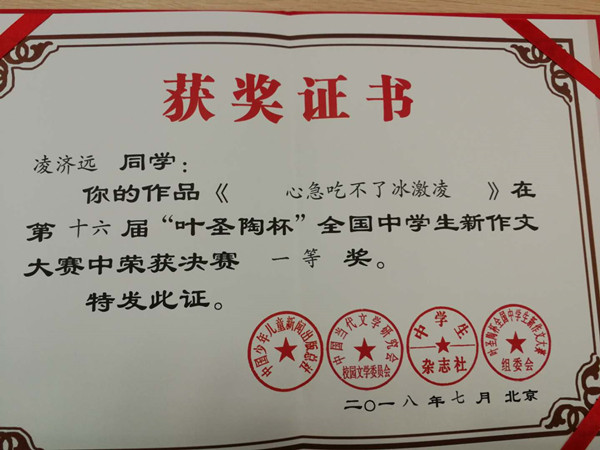 获奖证书
凌济远 同学:
你的作品《 心急吃不了冰激凌 》在
第 十六 届“叶圣陶杯”全国中学生新作文
大赛中荣获决赛 一等 奖。
特发此证。
中国少年儿童新闻出版总社
中国当代文学研究会
校园文学委员会
中学生
杂志社
叶圣陶杯全国中学生新作文大赛
组委会
二〇一八年七月 北京